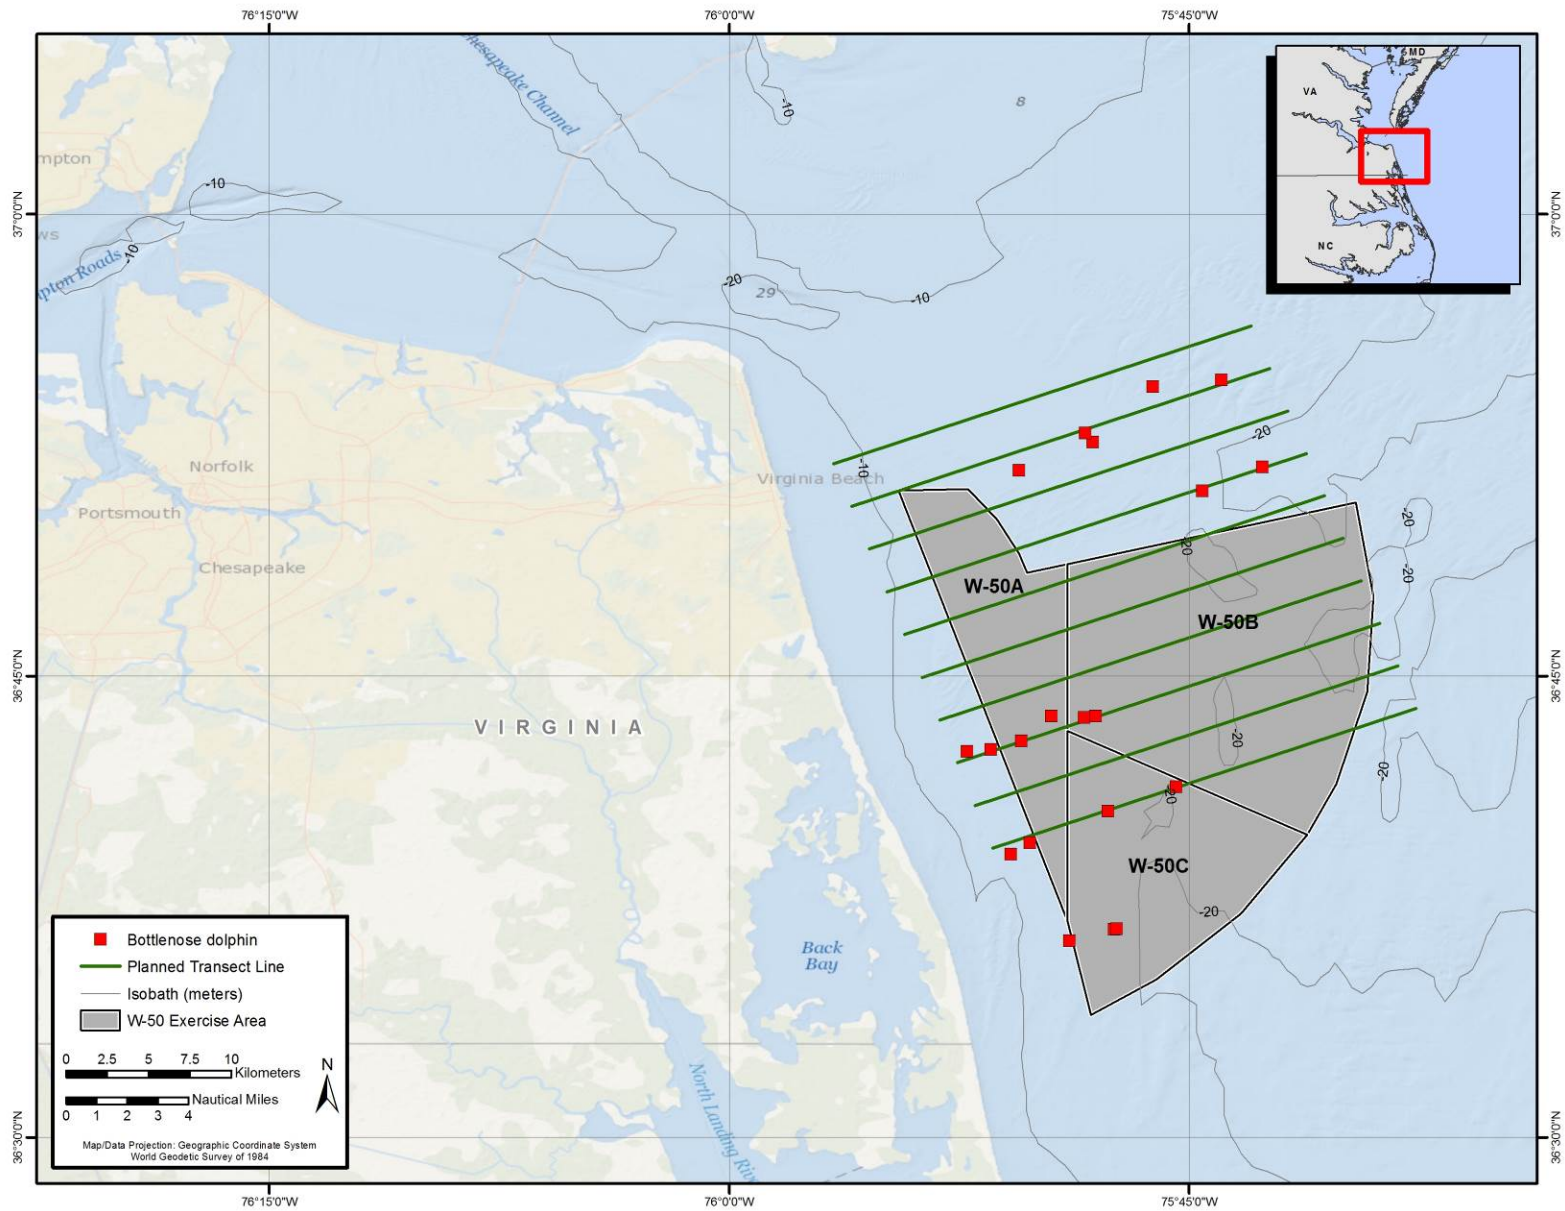 76°15'0"W
76°0'0"W
75°45'0"W
hesapeake Channel
-10
8
MD
VA
NC
mpton
-10
37°0'0"N
37°0'0"N
ws
-10
pton Roads
-20
29
-10
-20
-10
Norfolk
Virginia Beach
Portsmouth
-20
-20
Chesapeake
-20
W-50A
W-50B
36°45'0"N
36°45'0"N
VIRGINIA
-20
-20
-20
W-50C
-20
Back
Bay
Bottlenose dolphin
Planned Transect Line
Isobath (meters)
W-50 Exercise Area
0 2.5 5 7.5 10
Kilometers
N
Nautical Miles
0 1 2 3 4
Map/Data Projection: Geographic Coordinate System
World Geodetic Survey of 1984
North Landing Riv
36°30'0"N
36°30'0"N
76°15'0"W
76°0'0"W
75°45'0"W